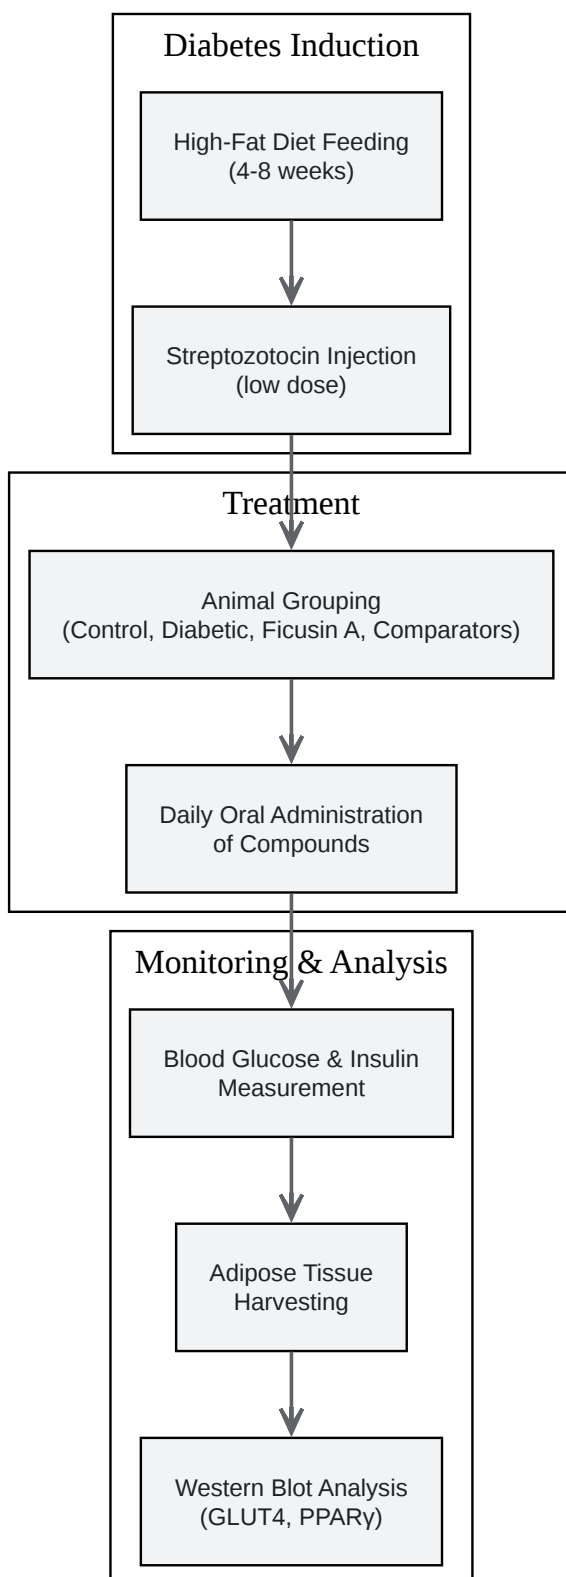 Diabetes Induction
High-Fat Diet Feeding
(4-8 weeks)
Streptozotocin Injection
(low dose)
Treatment
Animal Grouping
(Control, Diabetic, Ficusin A, Comparators)
Daily Oral Administration
of Compounds
Monitoring & Analysis
Blood Glucose & Insulin
Measurement
Adipose Tissue
Harvesting
Western Blot Analysis
(GLUT4, PPARγ)